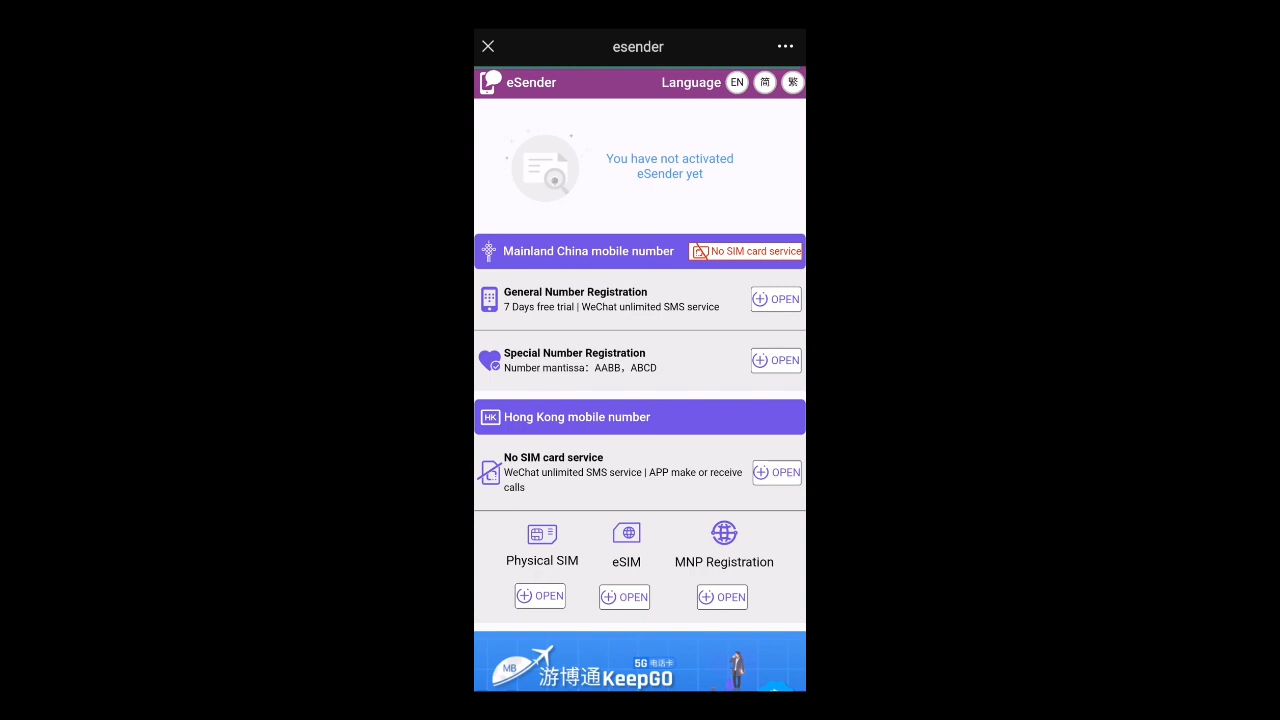 esender
eSender
Language EN 简 繁
You have not activated
eSender yet
Mainland China mobile number
No SIM card service
General Number Registration
7 Days free trial | WeChat unlimited SMS service
OPEN
Special Number Registration
Number mantissa：AABB，ABCD
OPEN
HK Hong Kong mobile number
No SIM card service
WeChat unlimited SMS service | APP make or receive
calls
OPEN
Physical SIM
eSIM
MNP Registration
OPEN
OPEN
OPEN
MB
5G 电话卡
游博通KeepGO